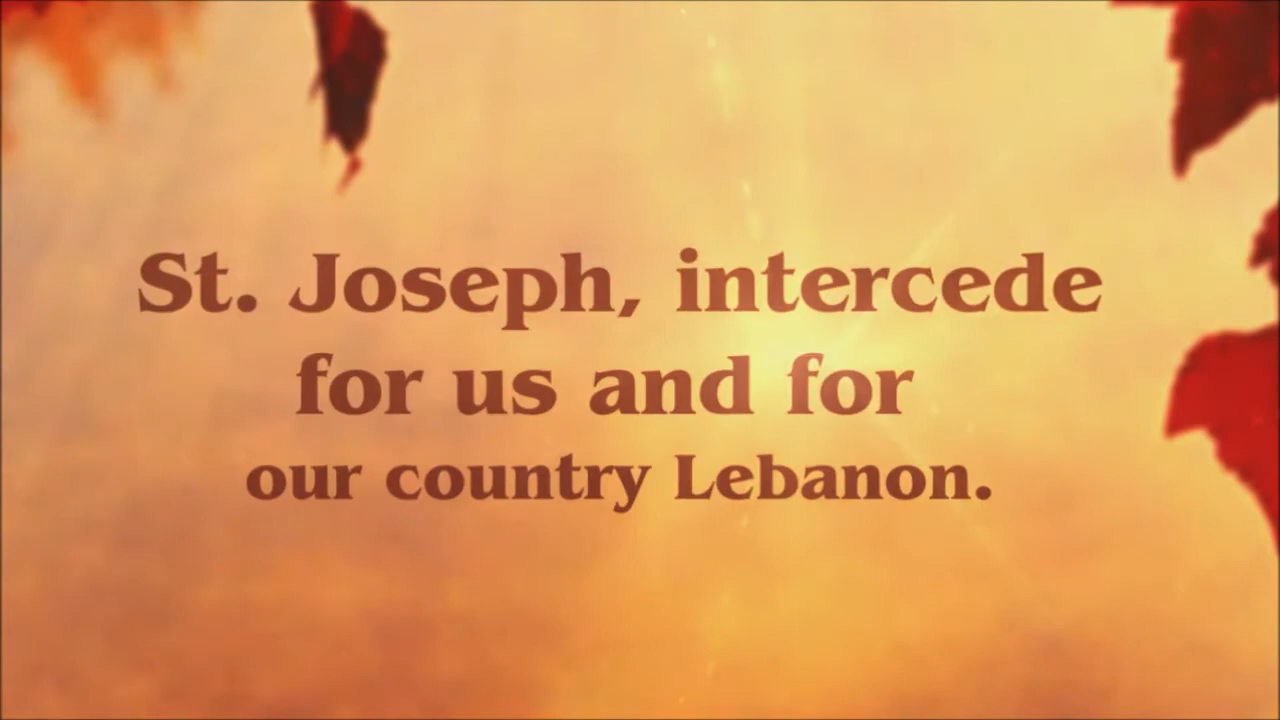 St. Joseph, intercede
for us and for
our country Lebanon.